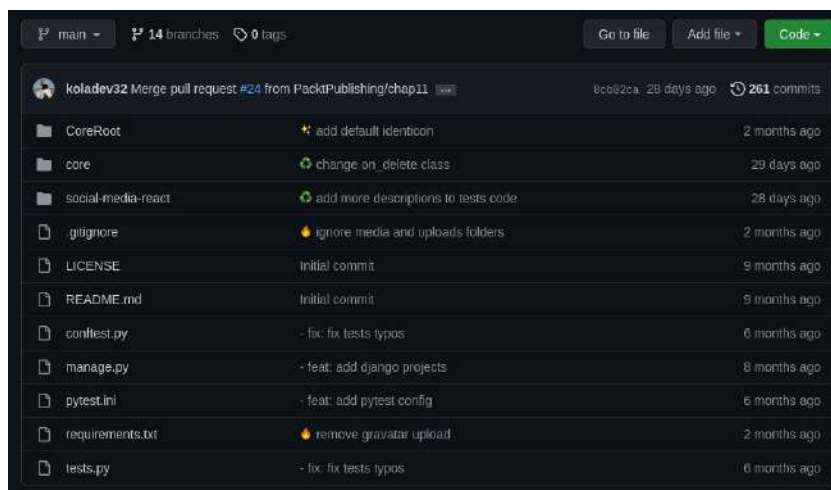 main 14 branches 0 tags Go to file Add file Code
koladev32 Merge pull request #24 from PacktPublishing/chap11 ... 8cb02ca 28 days ago 261 commits
CoreRoot add default identicon 2 months ago
core change on_delete class 29 days ago
social-media-react add more descriptions to tests code 28 days ago
.gitignore ignore media and uploads folders 2 months ago
LICENSE Initial commit 9 months ago
README.md Initial commit 9 months ago
conftest.py - fix: fix tests typos 6 months ago
manage.py - feat: add django projects 8 months ago
pytest.ini - feat: add pytest config 6 months ago
requirements.txt remove gravatar upload 2 months ago
tests.py - fix: fix tests typos 6 months ago